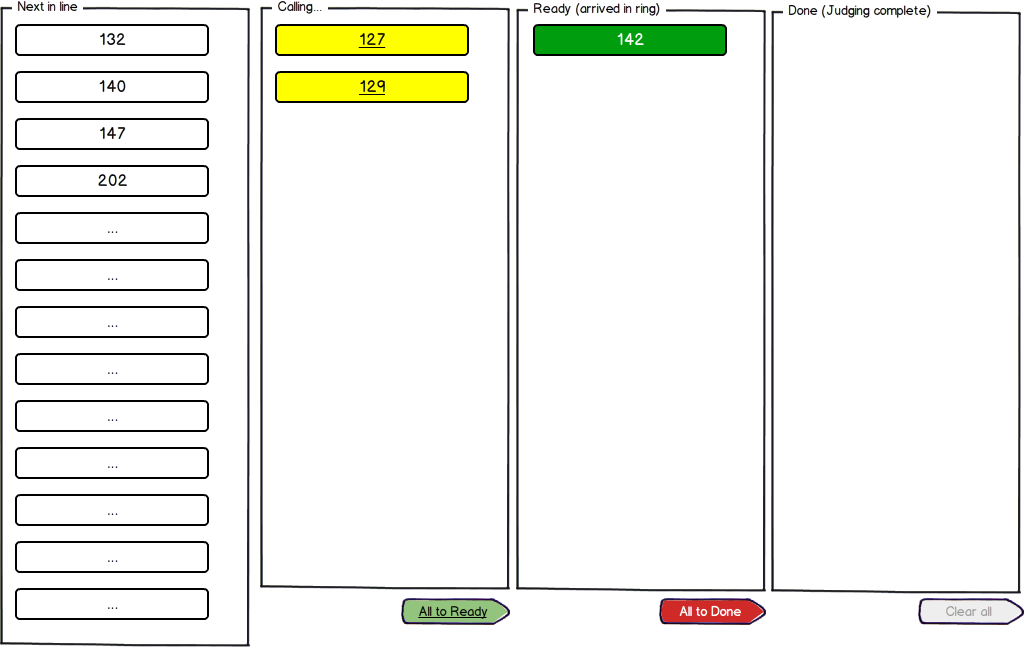 Next in line
132
140
147
202
...
...
...
...
...
...
...
...
...
Calling...
127
129
All to Ready
Ready (arrived in ring)
142
All to Done
Done (Judging complete)
Clear all